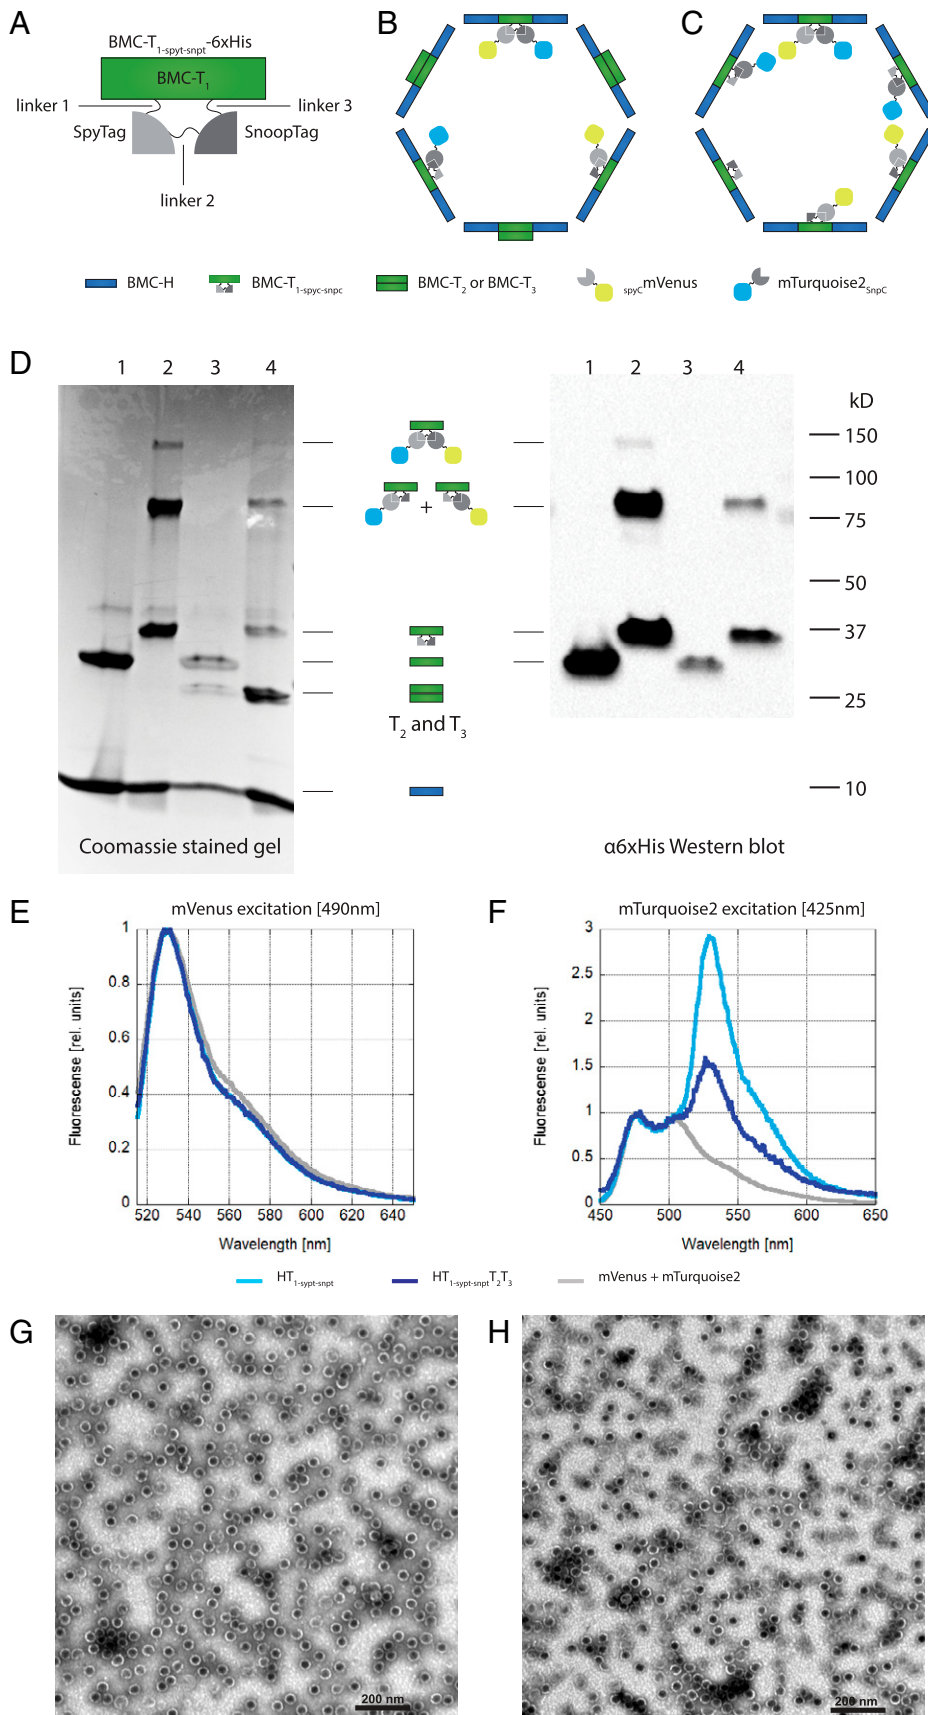 A
BMC-T1-spyt-snpt-6xHis
BMC-T1
linker 1
linker 3
SpyTag
SnoopTag
linker 2
B
C
BMC-H
BMC-T1-spyc-snpc
BMC-T2 or BMC-T3
spyCmVenus
mTurquoise2SnpC
D
1 2 3 4
1 2 3 4
kD
150
100
75
50
37
25
10
+
T2 and T3
Coomassie stained gel
α6xHis Western blot
E
mVenus excitation [490nm]
Fluorescense [rel. units]
1
0.8
0.6
0.4
0.2
0
520 540 560 580 600 620 640
Wavelength [nm]
F
mTurquoise2 excitation [425nm]
Fluorescense [rel. units]
3
2.5
2
1.5
1
0.5
0
450 500 550 600 650
Wavelength [nm]
HT1-sypt-snpt
HT1-sypt-snptT2T3
mVenus + mTurquoise2
G
200 nm
H
200 nm